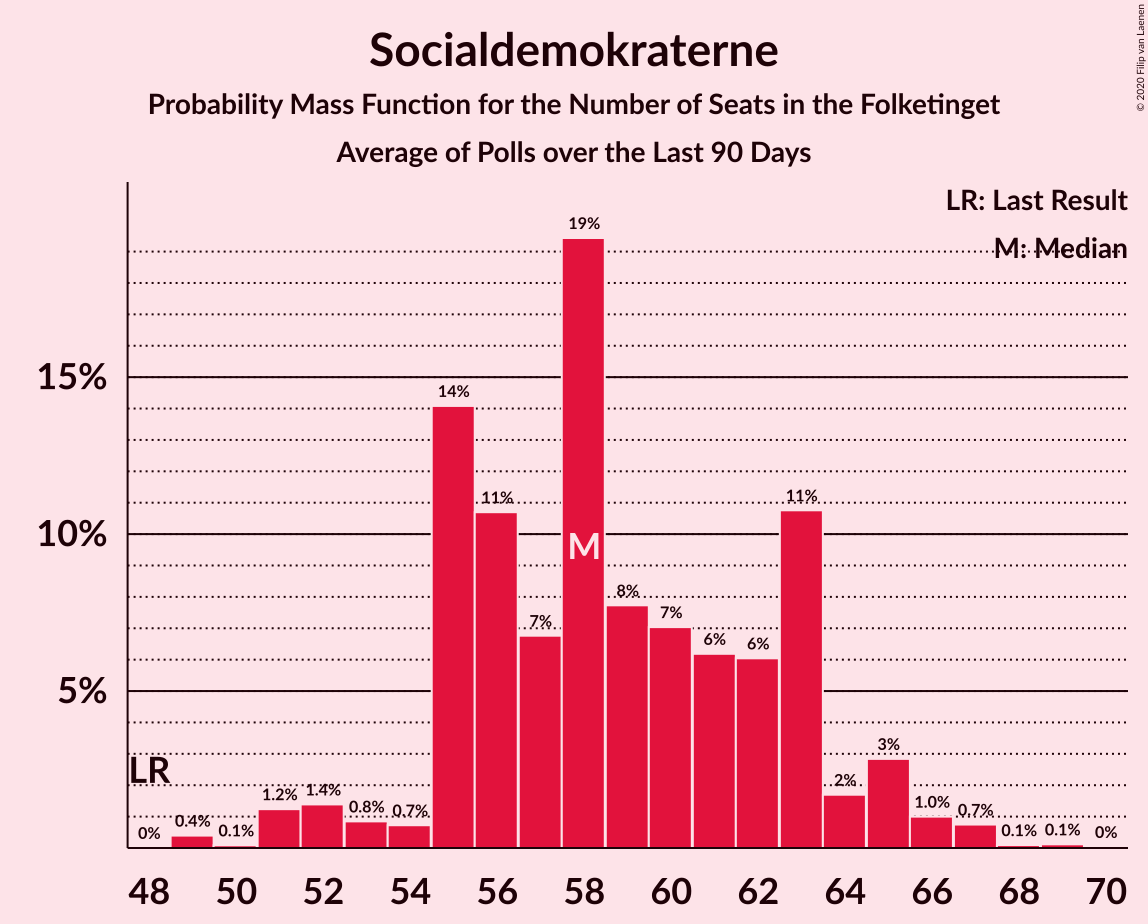 Socialdemokraterne
Probability Mass Function for the Number of Seats in the Folketinget
Average of Polls over the Last 90 Days
© 2020 Filip van Laenen
LR: Last Result
M: Median
19%
15%
14%
11%
11%
10%
M
8%
7%
7%
6%
6%
5%
3%
LR
2%
1.2%
1.4%
1.0%
0.8%
0.7%
0.7%
0.4%
0.1%
0.1%
0.1%
0%
0%
48 50 52 54 56 58 60 62 64 66 68 70